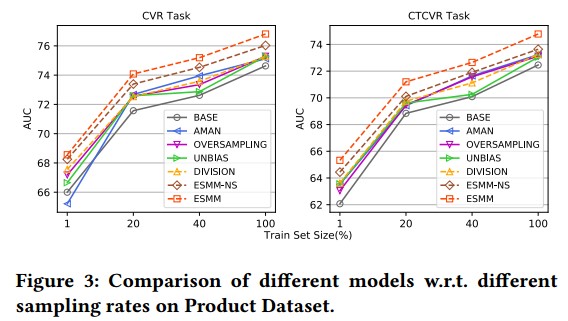 CVR Task
CTCVR Task
AUC
76
74
72
70
68
66
BASE
AMAN
OVERSAMPLING
UNBIAS
DIVISION
ESMM-NS
ESMM
1
20
40
100
AUC
74
72
70
68
66
64
62
BASE
AMAN
OVERSAMPLING
UNBIAS
DIVISION
ESMM-NS
ESMM
1
20
40
100
Train Set Size(%)
Figure 3: Comparison of different models w.r.t. different
sampling rates on Product Dataset.